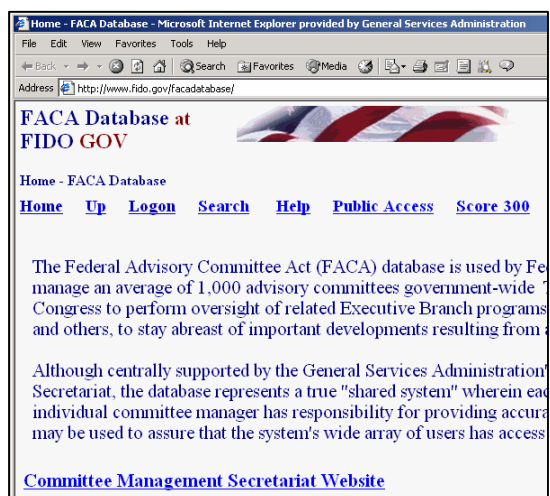 Home - FACA Database - Microsoft Internet Explorer provided by General Services Administration
File Edit View Favorites Tools Help
Back Search Favorites Media
Address http://www.fido.gov/facadatabase/
FACA Database at
FIDO GOV
Home - FACA Database
Home Up Logon Search Help Public Access Score 300
The Federal Advisory Committee Act (FACA) database is used by Fe
manage an average of 1,000 advisory committees government-wide
Congress to perform oversight of related Executive Branch programs
and others, to stay abreast of important developments resulting from
Although centrally supported by the General Services Administration'
Secretariat, the database represents a true "shared system" wherein eac
individual committee manager has responsibility for providing accura
may be used to assure that the system's wide array of users has access
Committee Management Secretariat Website